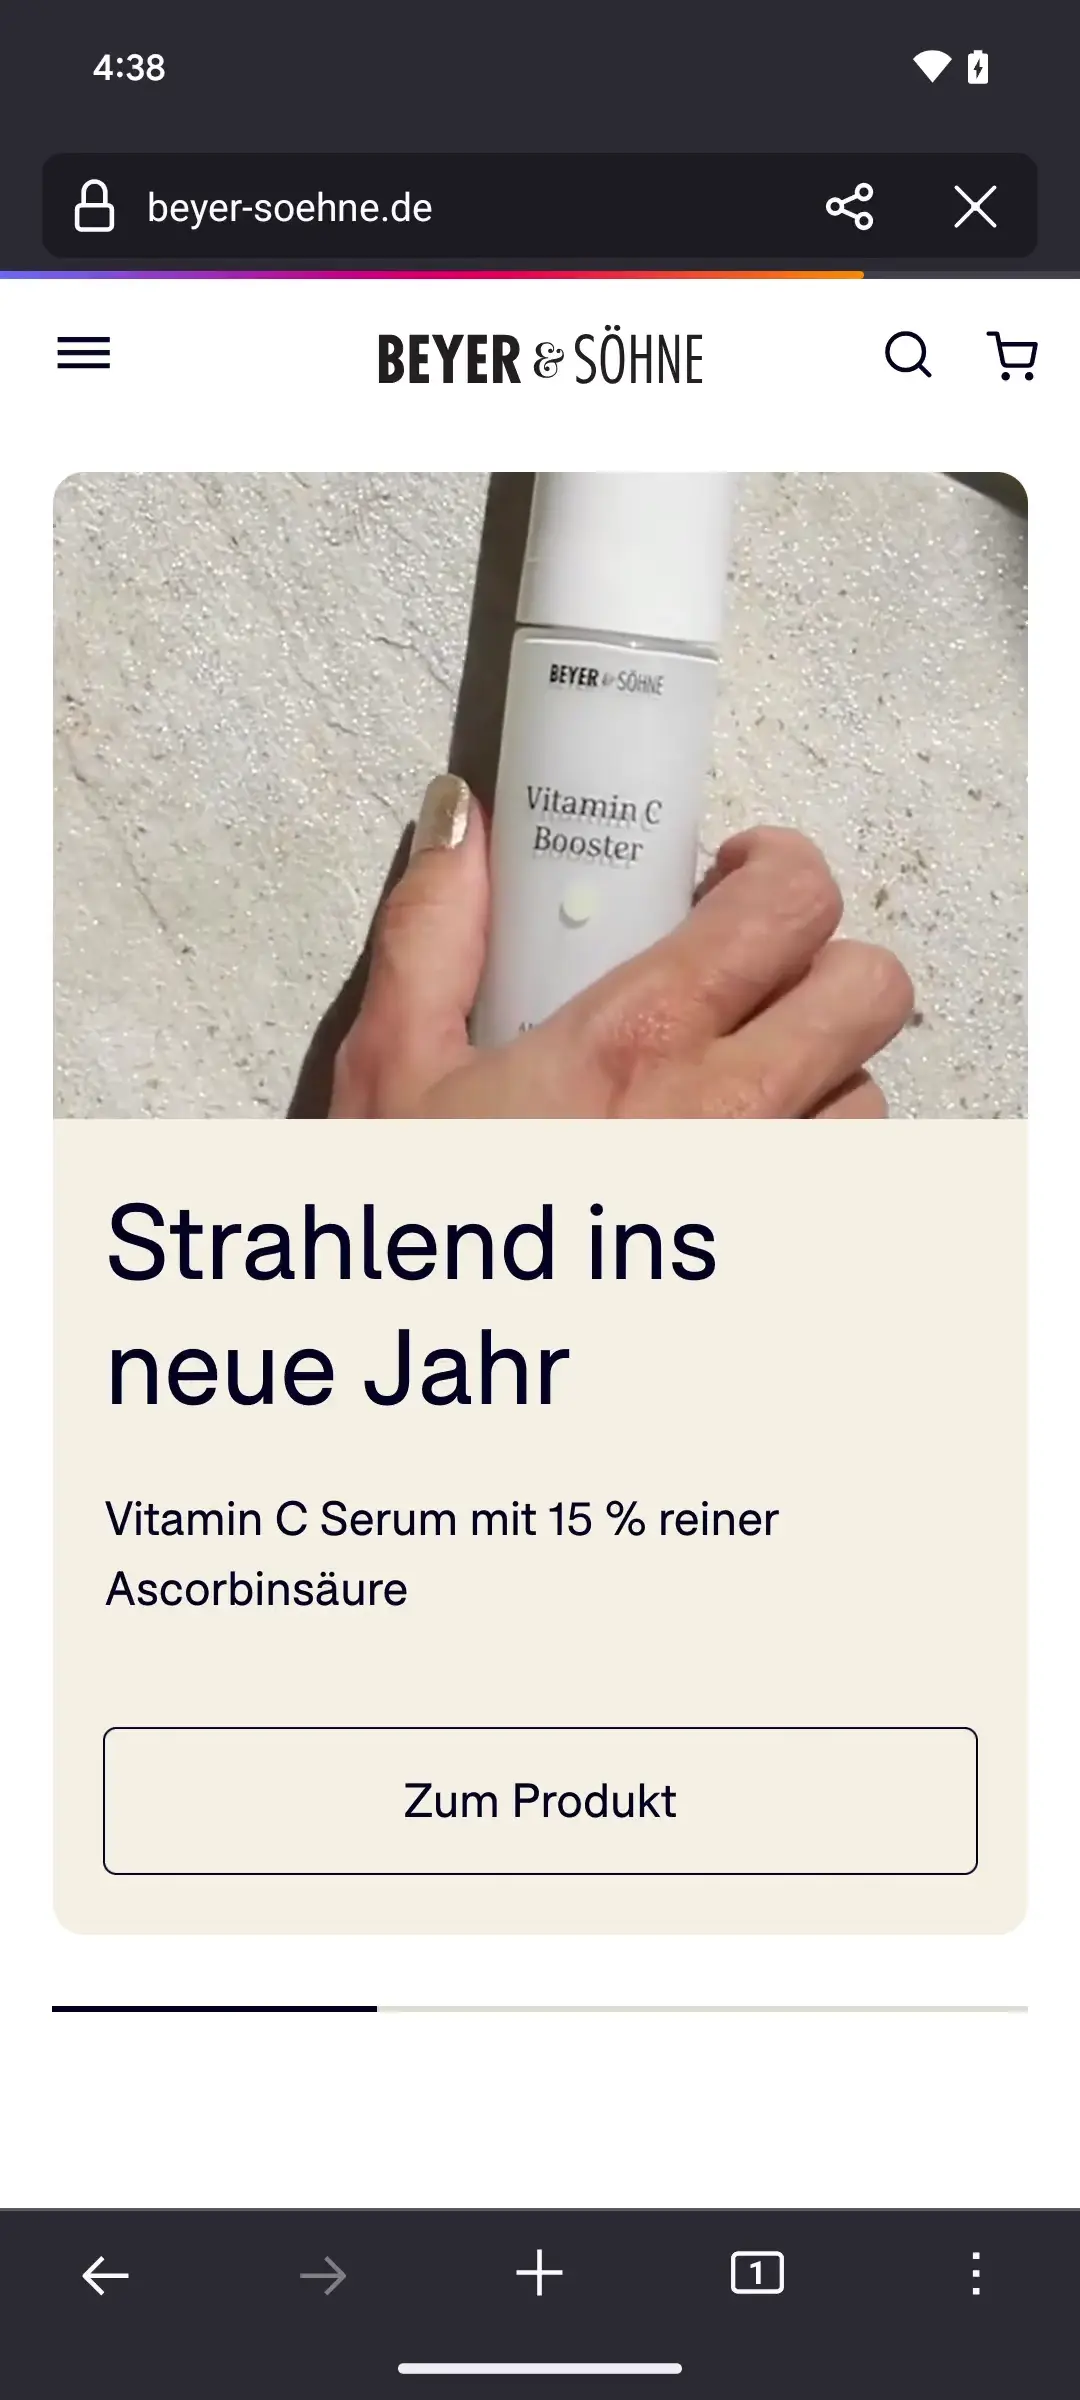 4:38
beyer-soehne.de
BEYER & SÖHNE
BEYER & SÖHNE
Vitamin C
Booster
Strahlend ins
neue Jahr
Vitamin C Serum mit 15 % reiner
Ascorbinsäure
Zum Produkt
1